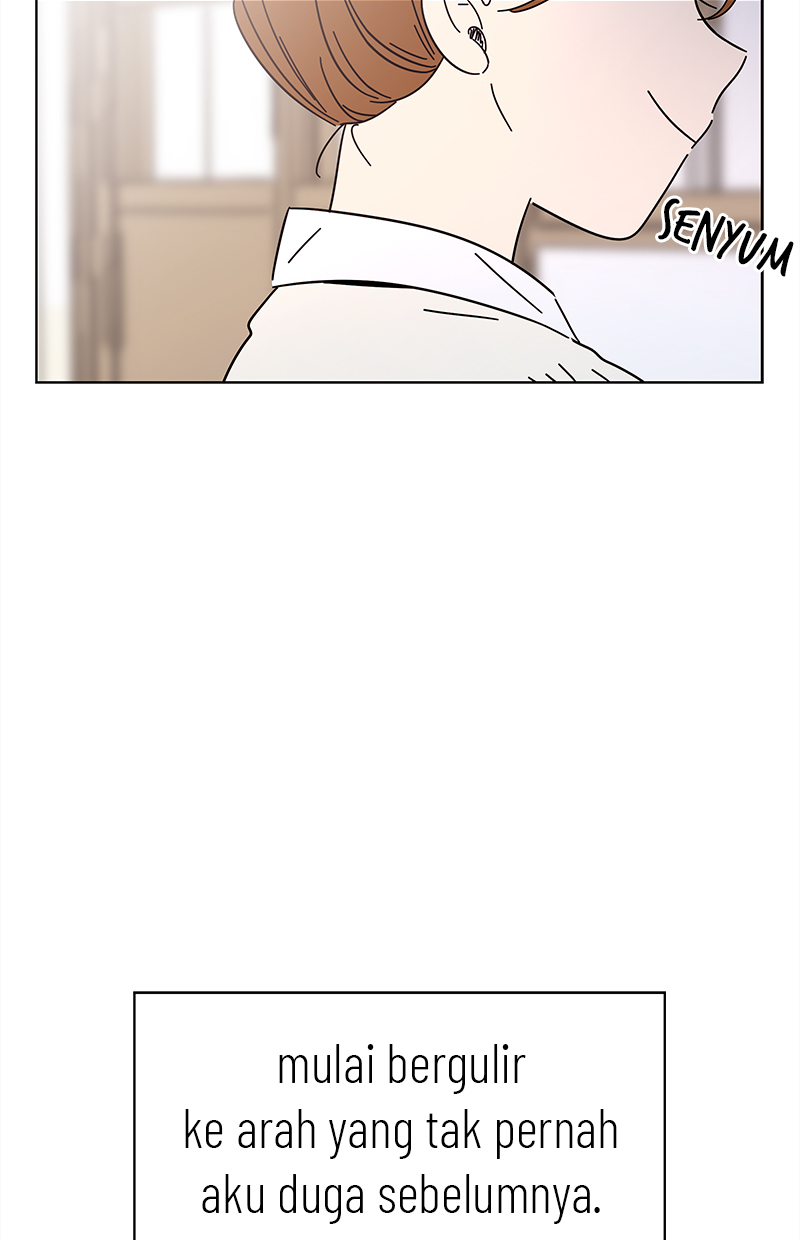 SENYUM
mulai bergulir
ke arah yang tak pernah
aku duga sebelumnya.